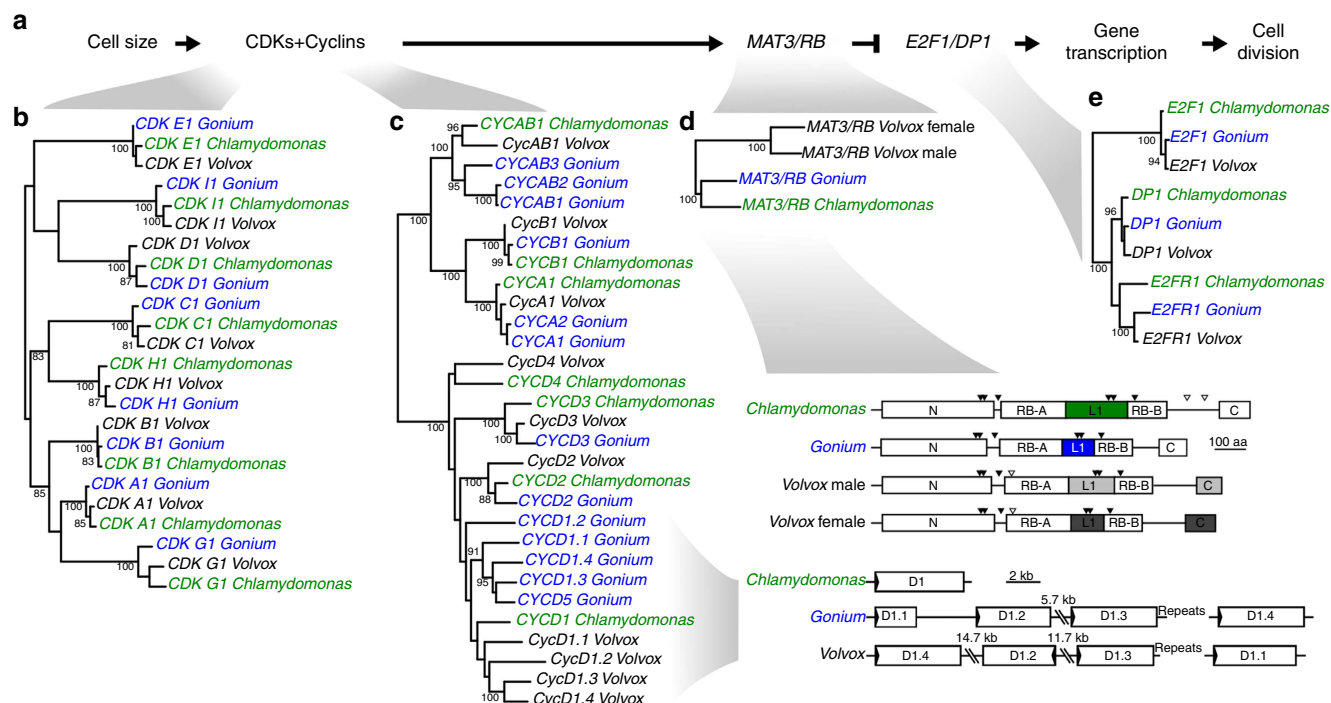 a
Cell size
CDKs+Cyclins
MAT3/RB
E2F1/DP1
Gene transcription
Cell division
b
CDK E1 Gonium
CDK E1 Chlamydomonas
100
CDK E1 Volvox
CDK I1 Gonium
CDK I1 Chlamydomonas
100
100
CDK I1 Volvox
CDK D1 Volvox
100
CDK D1 Chlamydomonas
87
CDK D1 Gonium
CDK C1 Gonium
100
CDK C1 Chlamydomonas
81
CDK C1 Volvox
83
CDK H1 Chlamydomonas
100
CDK H1 Volvox
87
CDK H1 Gonium
CDK B1 Volvox
100
CDK B1 Gonium
83
CDK B1 Chlamydomonas
85
CDK A1 Gonium
100
CDK A1 Volvox
85
CDK A1 Chlamydomonas
CDK G1 Gonium
100
CDK G1 Volvox
CDK G1 Chlamydomonas
c
96
CYCAB1 Chlamydomonas
CycAB1 Volvox
100
CYCAB3 Gonium
95
CYCAB2 Gonium
100
CYCAB1 Gonium
100
CycB1 Volvox
100
CYCB1 Gonium
99
CYCB1 Chlamydomonas
100
CYCA1 Chlamydomonas
100
CycA1 Volvox
CYCA2 Gonium
CYCA1 Gonium
CycD4 Volvox
CYCD4 Chlamydomonas
CYCD3 Chlamydomonas
100
100
CycD3 Volvox
CYCD3 Gonium
CycD2 Volvox
100
CYCD2 Chlamydomonas
88
CYCD2 Gonium
CYCD1.2 Gonium
91
CYCD1.1 Gonium
CYCD1.4 Gonium
95
CYCD1.3 Gonium
CYCD5 Gonium
CYCD1 Chlamydomonas
CycD1.1 Volvox
CycD1.2 Volvox
CycD1.3 Volvox
100
CycD1.4 Volvox
d
MAT3/RB Volvox female
100
MAT3/RB Volvox male
MAT3/RB Gonium
100
MAT3/RB Chlamydomonas
e
E2F1 Chlamydomonas
100
E2F1 Gonium
94
E2F1 Volvox
DP1 Chlamydomonas
96
DP1 Gonium
DP1 Volvox
100
E2FR1 Chlamydomonas
E2FR1 Gonium
100
E2FR1 Volvox
Chlamydomonas N RB-A L1 RB-B C
Gonium N RB-A L1 RB-B C
100 aa
Volvox male N RB-A L1 RB-B C
Volvox female N RB-A L1 RB-B C
Chlamydomonas D1
2 kb
5.7 kb
Gonium D1.1 D1.2 D1.3 Repeats D1.4
14.7 kb 11.7 kb
Volvox D1.4 D1.2 D1.3 Repeats D1.1